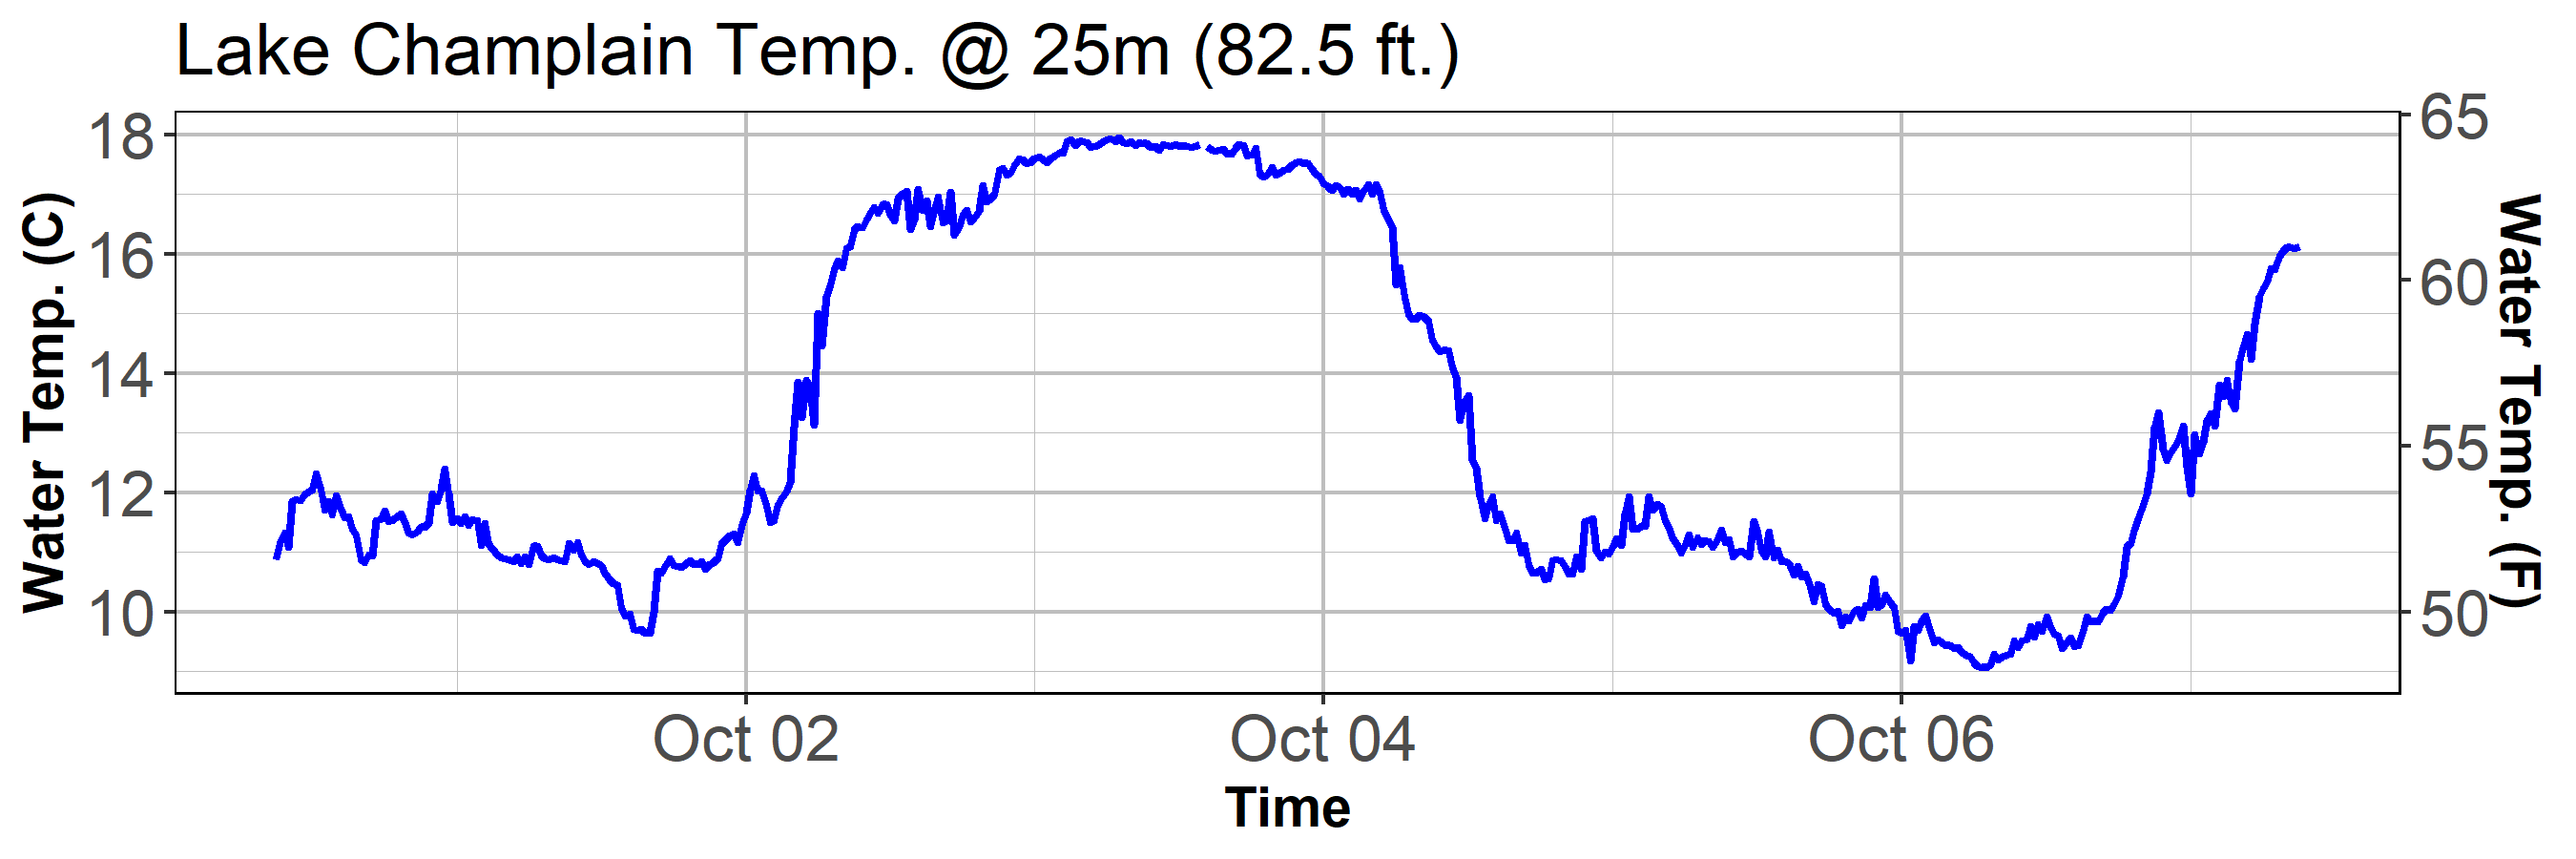 Lake Champlain Temp. @ 25m (82.5 ft.)
Water Temp. (C)
18
16
14
12
10
65
60
55
50
Water Temp. (F)
Oct 02 Oct 04 Oct 06
Time